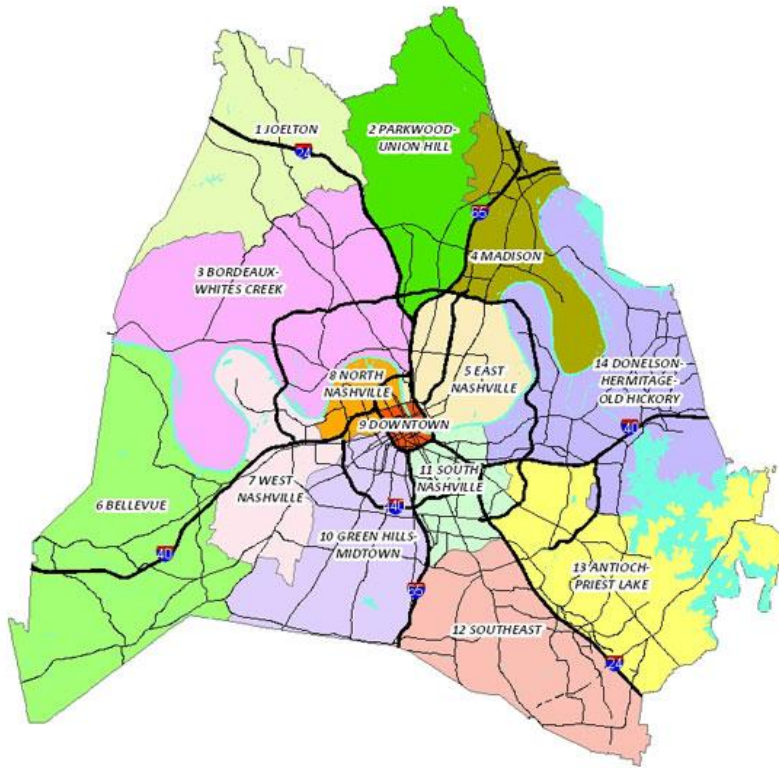 1 JOELTON
24
2 PARKWOOD-
UNION HILL
65
4 MADISON
3 BORDEAUX-
WHITES CREEK
8 NORTH
NASHVILLE
5 EAST
NASHVILLE
14 DONELSON-
HERMITAGE-
OLD HICKORY
40
9 DOWNTOWN
11 SOUTH
NASHVILLE
7 WEST
NASHVILLE
6 BELLEVUE
40
440
10 GREEN HILLS-
MIDTOWN
13 ANTIOCH-
PRIEST LAKE
65
12 SOUTHEAST
24